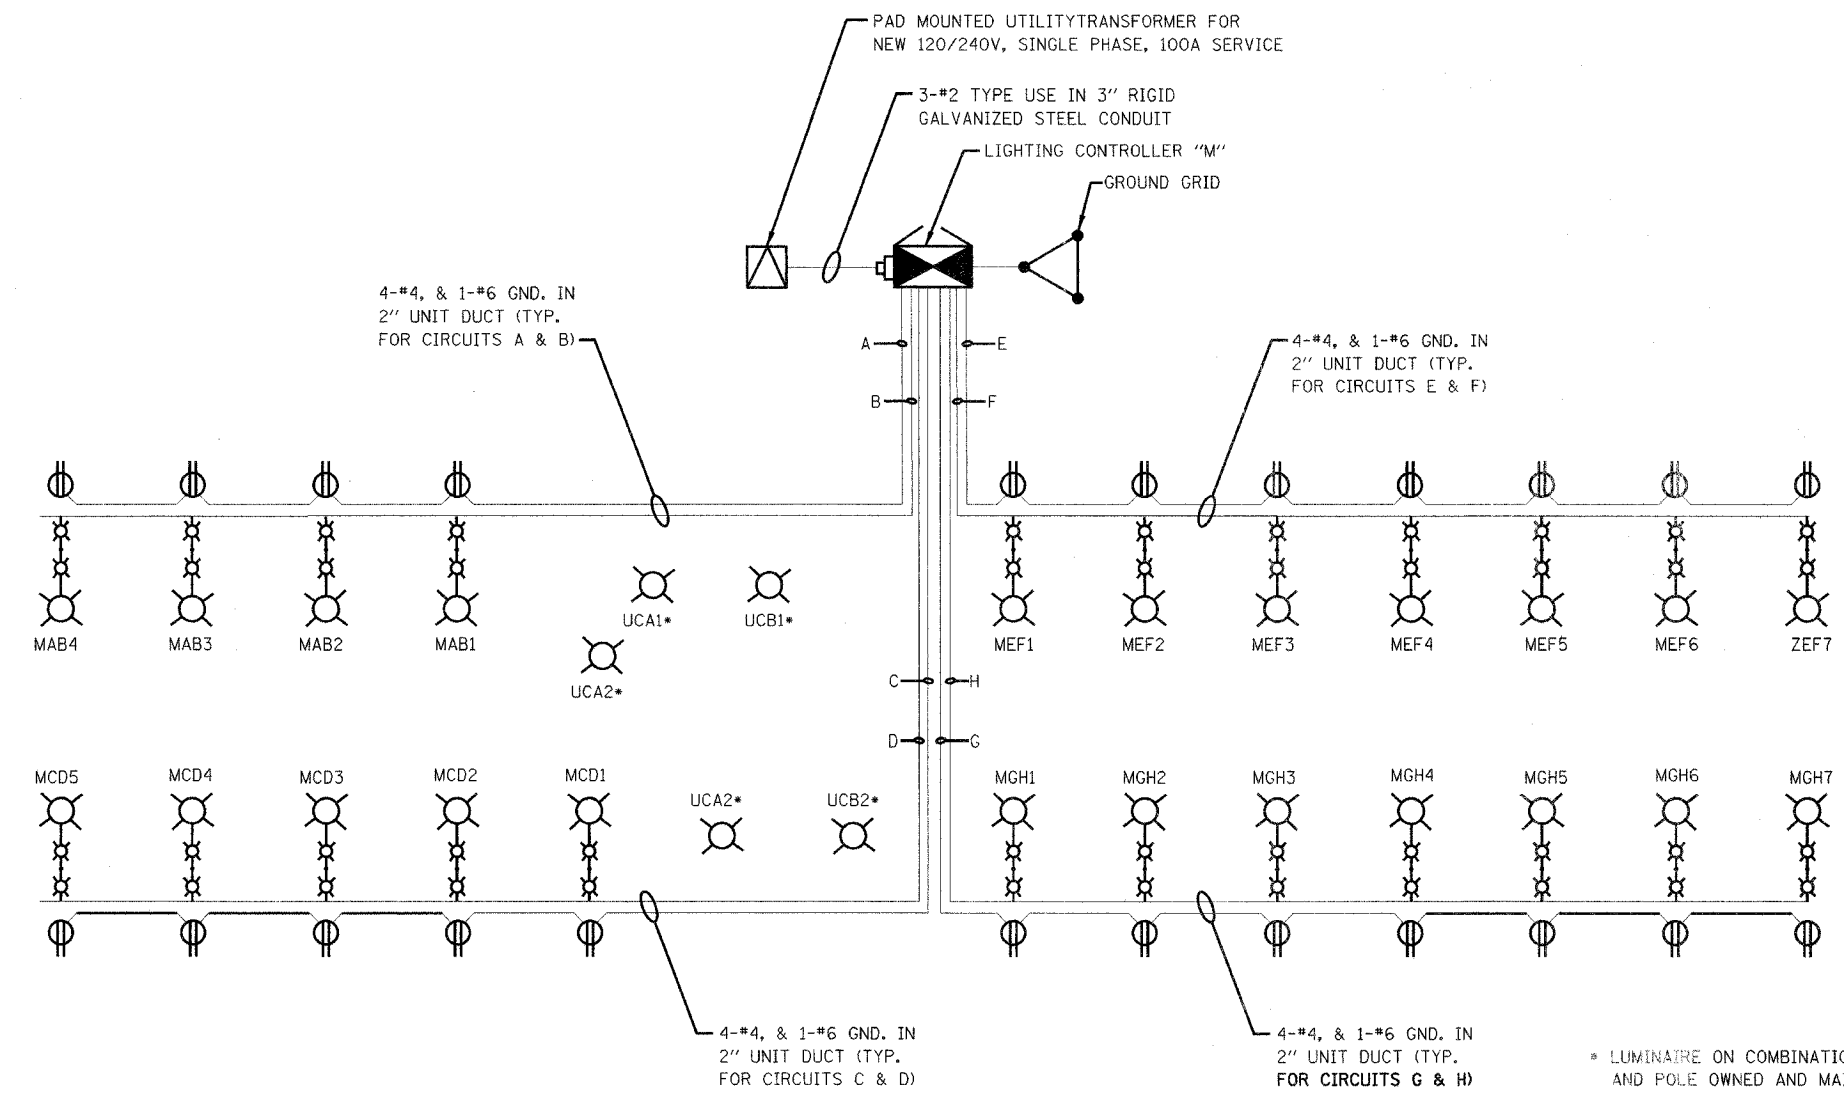 PAD MOUNTED UTILITYTRANSFORMER FOR
NEW 120/240V, SINGLE PHASE, 100A SERVICE
3-#2 TYPE USE IN 3" RIGID
GALVANIZED STEEL CONDUIT
LIGHTING CONTROLLER "M"
GROUND GRID
4-#4, & 1-#6 GND. IN
2" UNIT DUCT (TYP.
FOR CIRCUITS A & B)
A
E
B
F
4-#4, & 1-#6 GND. IN
2" UNIT DUCT (TYP.
FOR CIRCUITS E & F)
MAB4
MAB3
MAB2
MAB1
UCA1*
UCB1*
UCA2*
MEF1
MEF2
MEF3
MEF4
MEF5
MEF6
ZEF7
C
H
D
G
MCD5
MCD4
MCD3
MCD2
MCD1
UCA2*
UCB2*
MGH1
MGH2
MGH3
MGH4
MGH5
MGH6
MGH7
4-#4, & 1-#6 GND. IN
2" UNIT DUCT (TYP.
FOR CIRCUITS C & D)
4-#4, & 1-#6 GND. IN
2" UNIT DUCT (TYP.
FOR CIRCUITS G & H)
* LUMINAIRE ON
AND POLE OWNED AND